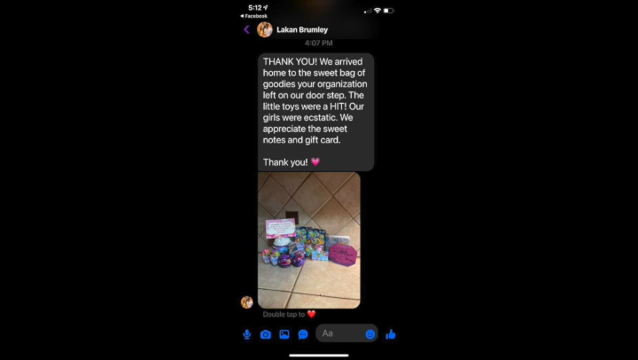 5:12
Facebook
Lakan Brumley
4:07 PM
THANK YOU! We arrived
home to the sweet bag of
goodies your organization
left on our door step. The
little toys were a HIT! Our
girls were ecstatic. We
appreciate the sweet
notes and gift card.
Thank you! 💗
Double tap to ❤️
Aa